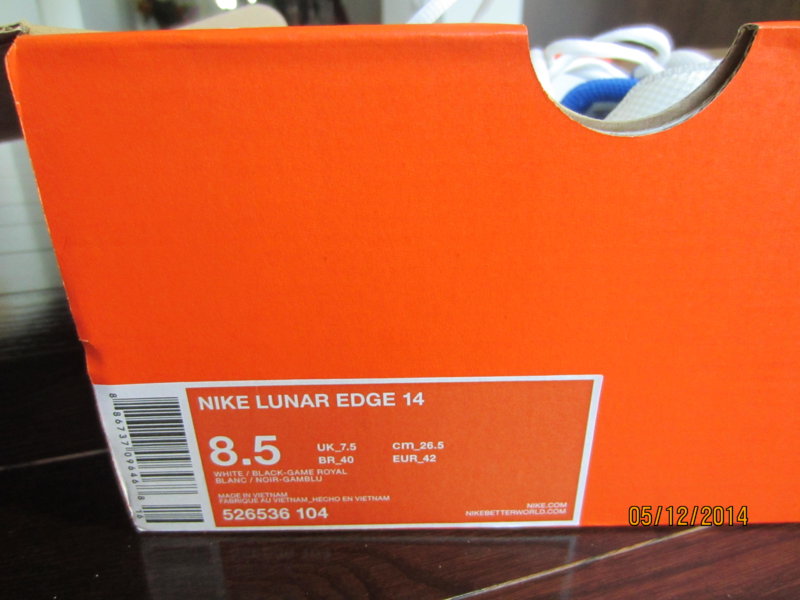 NIKE LUNAR EDGE 14
8.5
UK_7.5 cm_26.5
BR_40 EUR_42
WHITE / BLACK-GAME ROYAL
BLANC / NOIR-GAMBLU
MADE IN VIETNAM
FABRIQUE AU VIETNAM_HECHO EN VIETNAM
526536 104
NIKE.COM
NIKEBETTERWORLD.COM
05/12/2014